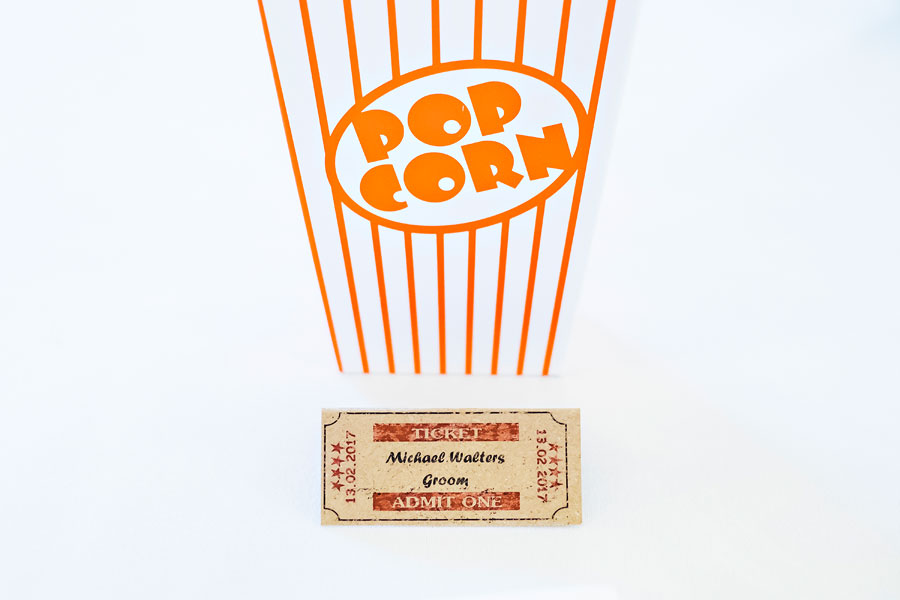 POP
CORN
TICKET
13.02.2017
Michael Walters
Groom
13.02 2017
ADMIT ONE